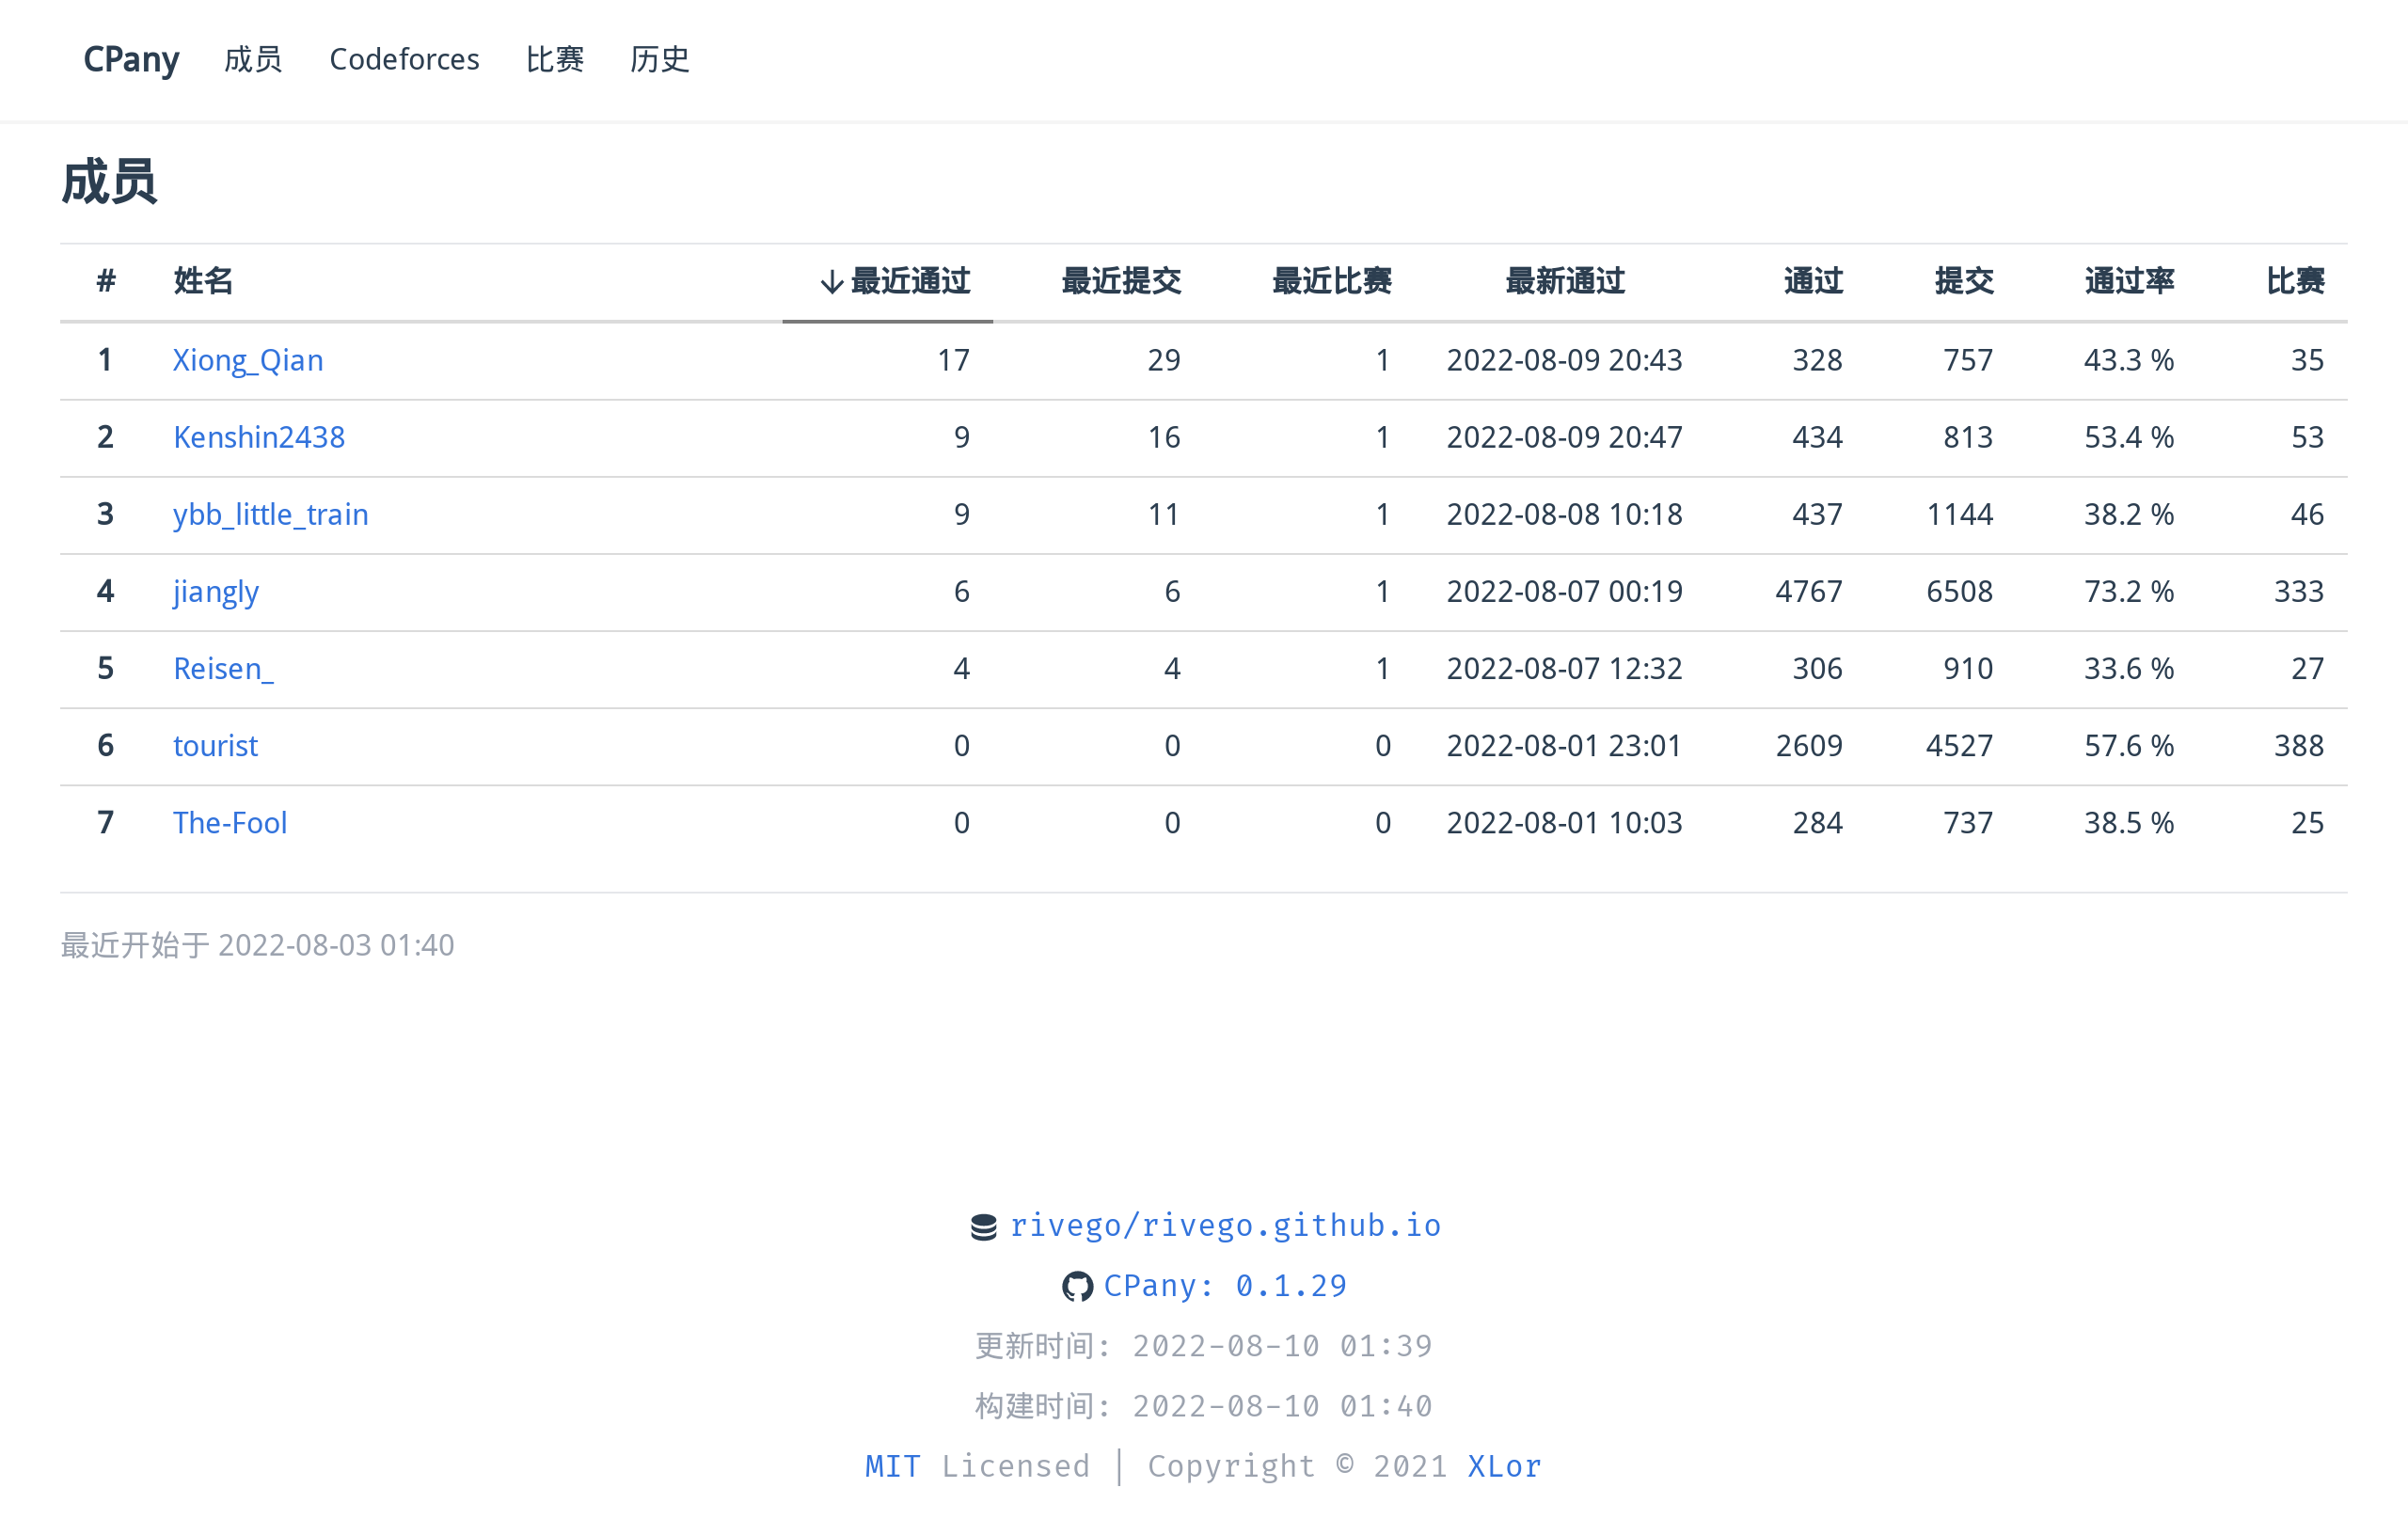 CPany 成员 Codeforces 比赛 历史
成员
# 姓名 ↓最近通过 最近提交 最近比赛 最新通过 通过 提交 通过率 比赛
1 Xiong_Qian 17 29 1 2022-08-09 20:43 328 757 43.3 % 35
2 Kenshin2438 9 16 1 2022-08-09 20:47 434 813 53.4 % 53
3 ybb_little_train 9 11 1 2022-08-08 10:18 437 1144 38.2 % 46
4 jiangly 6 6 1 2022-08-07 00:19 4767 6508 73.2 % 333
5 Reisen_ 4 4 1 2022-08-07 12:32 306 910 33.6 % 27
6 tourist 0 0 0 2022-08-01 23:01 2609 4527 57.6 % 388
7 The-Fool 0 0 0 2022-08-01 10:03 284 737 38.5 % 25
最近开始于 2022-08-03 01:40
rivego/rivego.github.io
CPany: 0.1.29
更新时间: 2022-08-10 01:39
构建时间: 2022-08-10 01:40
MIT Licensed | Copyright © 2021 XLor